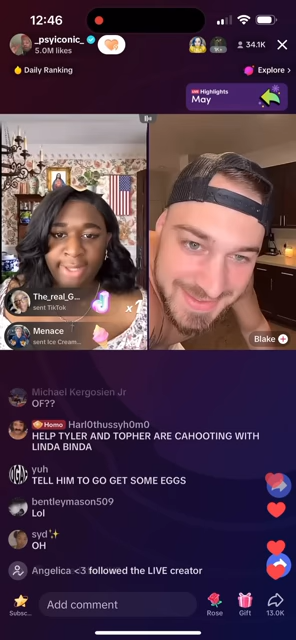 12:46
_psyiconic_
5.0M likes
34.1K
Daily Ranking
Explore >
LIVE Highlights
May
The_real_G...
sent TikTok
x1
Menace
sent Ice Cream...
Blake
Michael Kergosien Jr
OF??
Homo Harl0thussyh0m0
HELP TYLER AND TOPHER ARE CAHOOTING WITH
LINDA BINDA
yuh
TELL HIM TO GO GET SOME EGGS
bentleymason509
Lol
syd
OH
Angelica <3 followed the LIVE creator
Subsc...
Add comment
Rose
Gift
13.0K